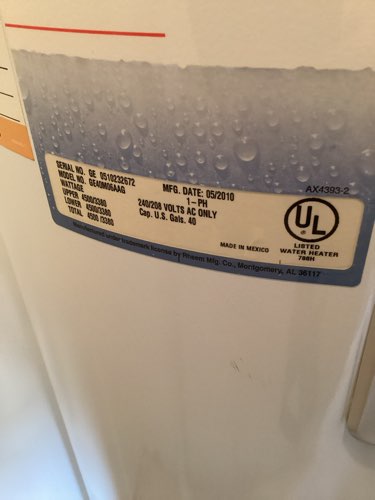 SERIAL NO. GE 0510232672
MODEL NO. GE40M06AAG MFG. DATE: 05/2010
WATTAGE 1-PH
UPPER 4500/3380 240/208 VOLTS AC ONLY
LOWER 4500/3380 Cap. U.S. Gals. 40
TOTAL 4500 /3380
AX4393-2
UL
LISTED
WATER HEATER
788H
MADE IN MEXICO
Manufactured under trademark license by Rheem Mfg. Co., Montgomery, AL 36117